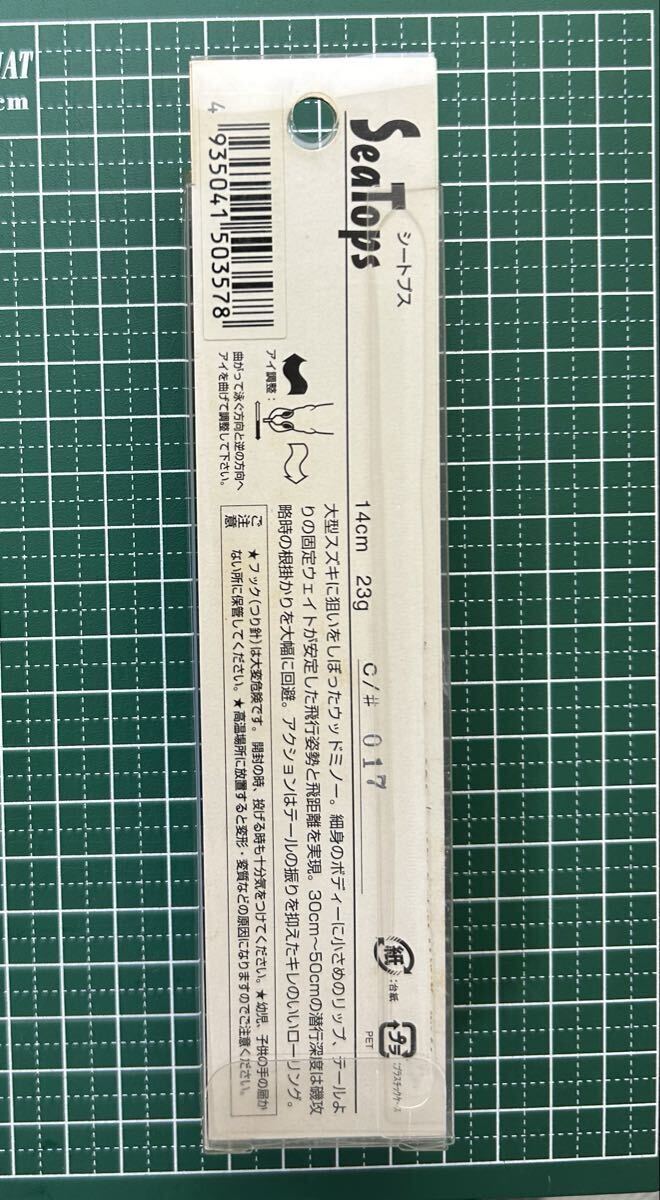 SeaTops
シートプス
14cm 23g C/# 017
大型スズキに狙いをしぼったウッドミノー。細身のボディーに小さめのリップ、テールよ
りの固定ウェイトが安定した飛行姿勢と飛距離を実現。30cm〜50cmの潜行深度は磯攻
略時の根掛かりを大幅に回避。アクションはテールの振りを抑えたキレのいいローリング。
アイ調整：
曲がって泳ぐ方向と逆の方向へ
アイを曲げて調整して下さい。
ご注意
★フック(つり針)は大変危険です。開封の時、投げる時も十分気をつけてください。★幼児、子供の手の届か
ない所に保管してください。★高温場所に放置すると変形・変質などの原因になりますのでご注意ください。
4 935041 503578
紙
:台紙
プラ
:プラスチックケース
PET
MAT
cm